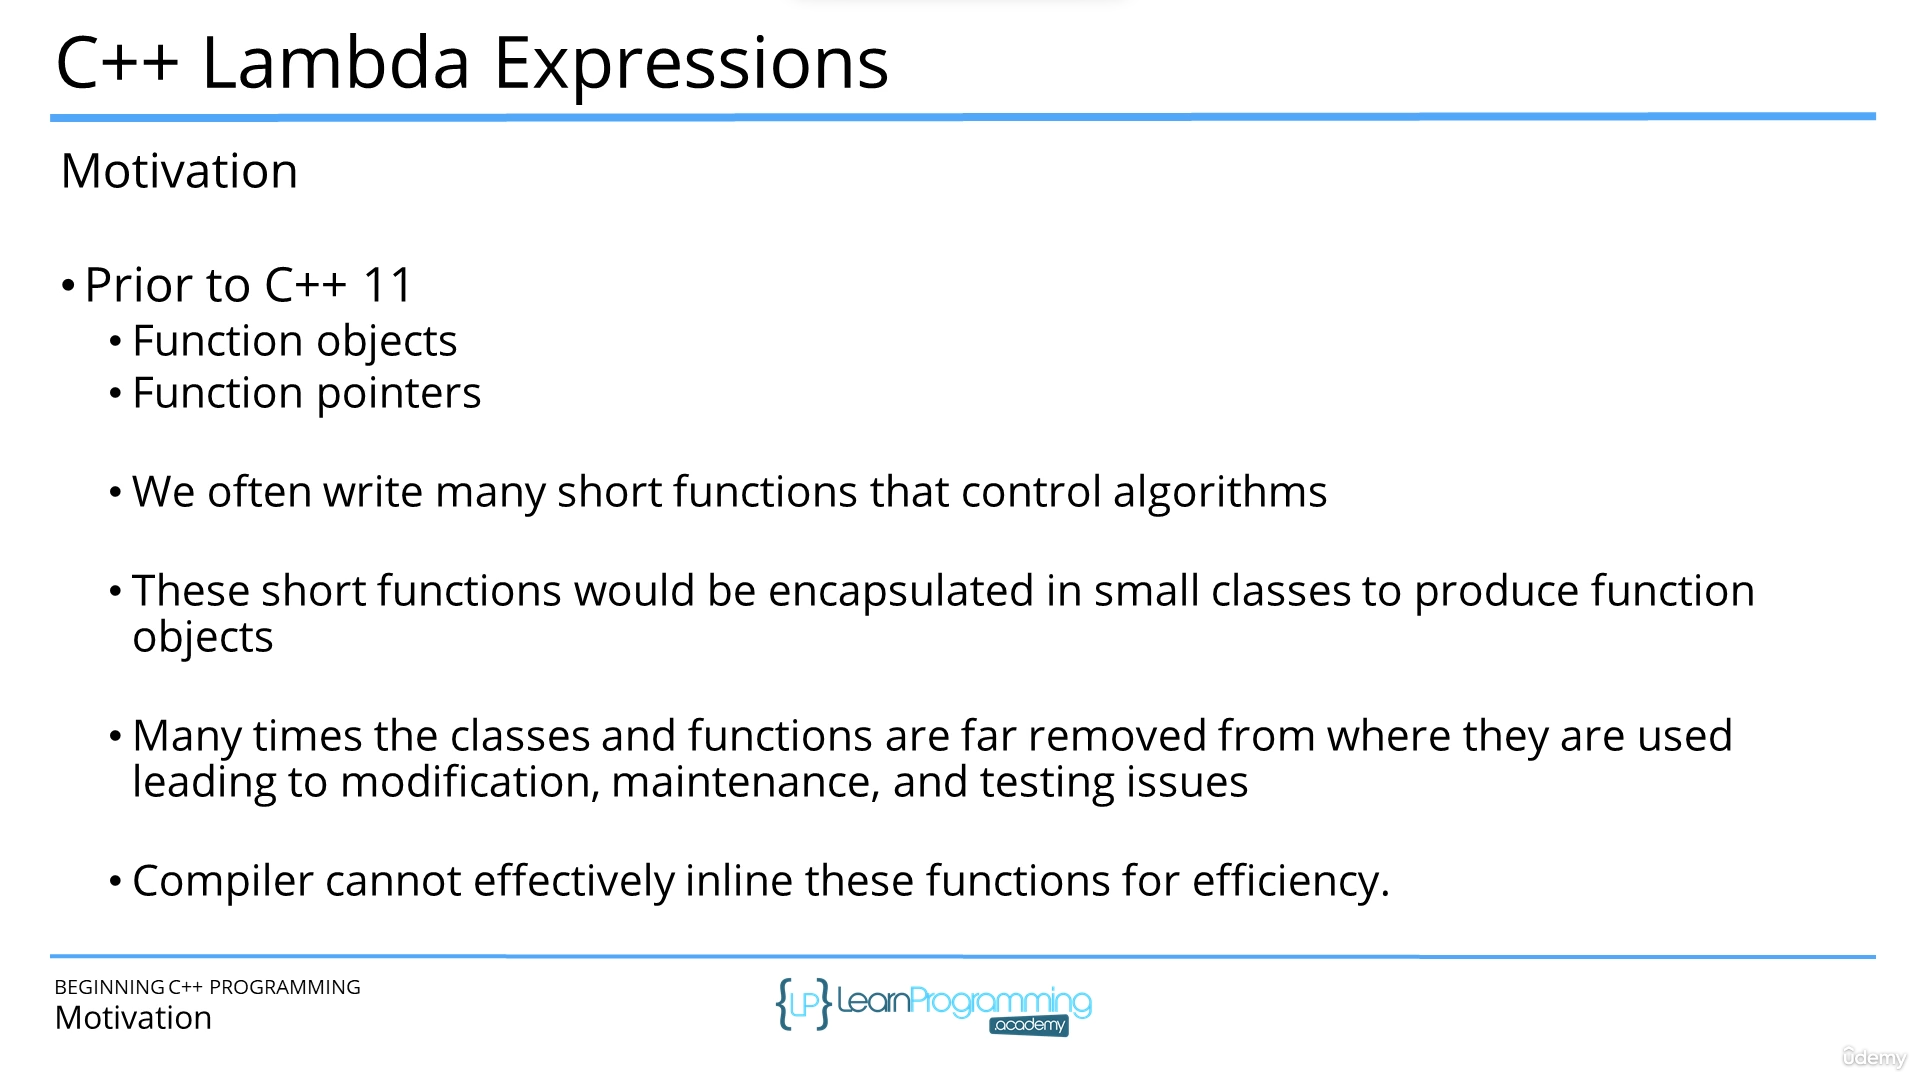 C++ Lambda Expressions
Motivation
• Prior to C++ 11
• Function objects
• Function pointers
• We often write many short functions that control algorithms
• These short functions would be encapsulated in small classes to produce function
objects
• Many times the classes and functions are far removed from where they are used
leading to modification, maintenance, and testing issues
• Compiler cannot effectively inline these functions for efficiency.
BEGINNING C++ PROGRAMMING
Motivation
{LP} LearnProgramming
.academy
ûdemy